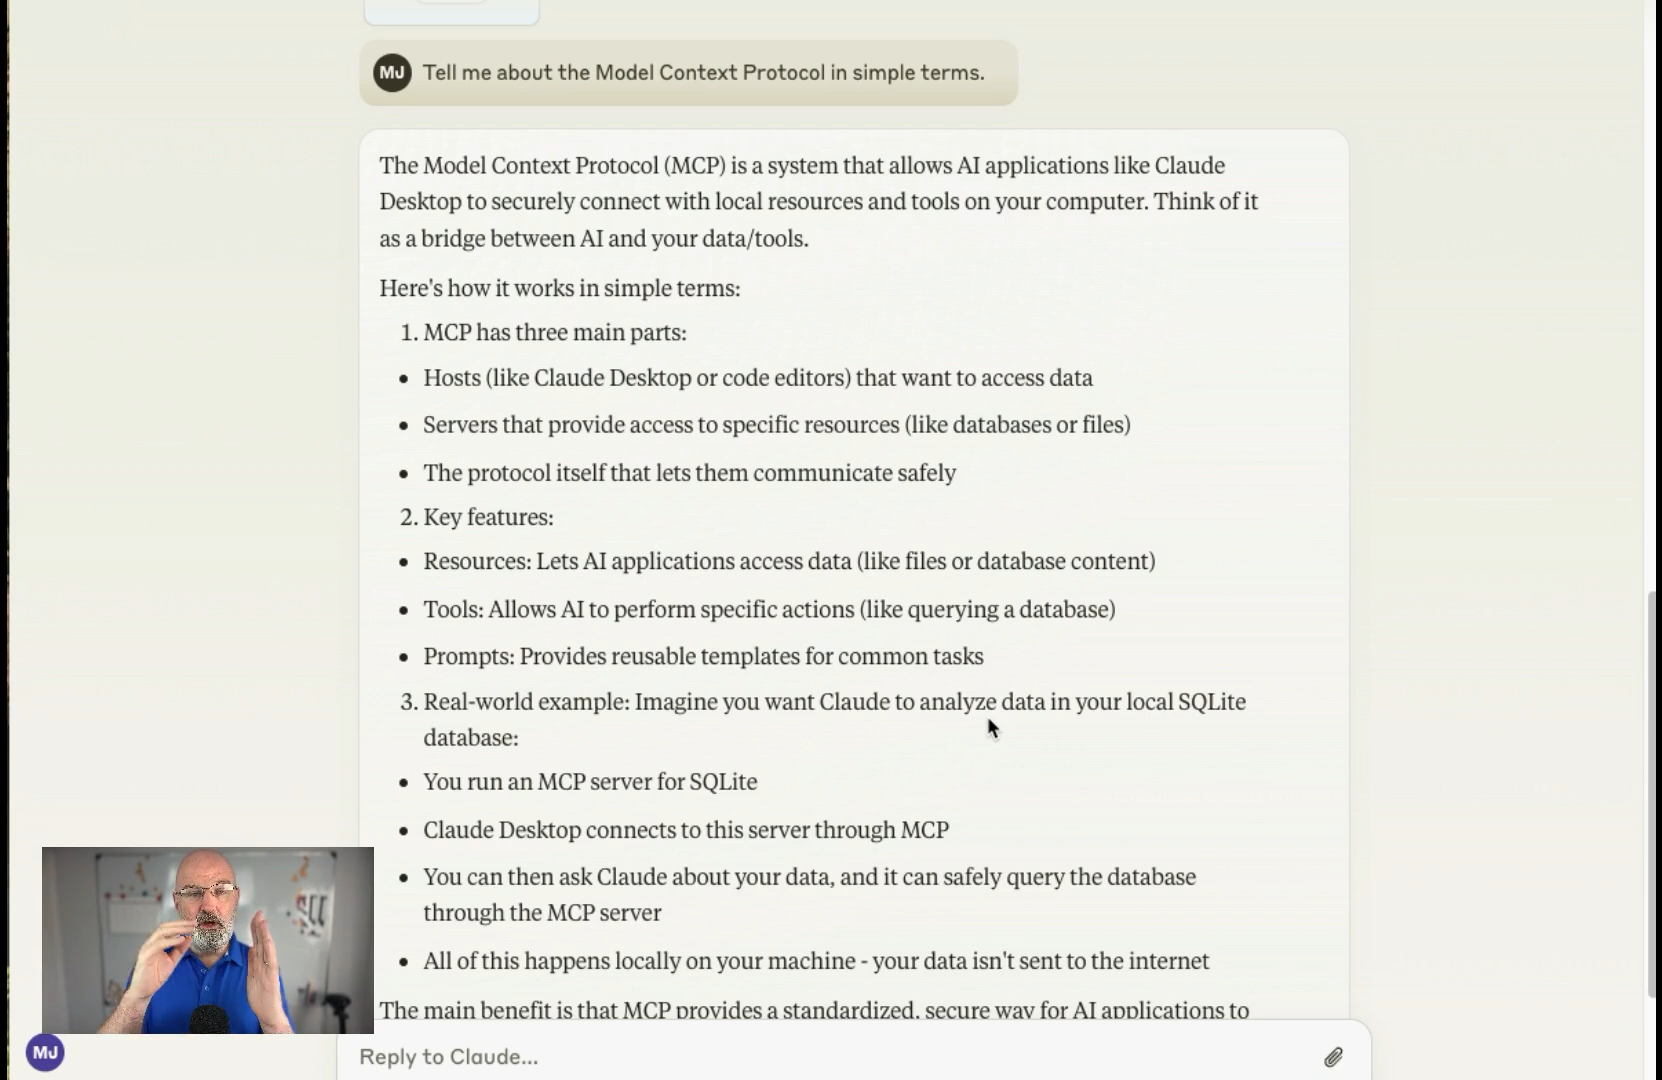 MJ Tell me about the Model Context Protocol in simple terms.
The Model Context Protocol (MCP) is a system that allows AI applications like Claude
Desktop to securely connect with local resources and tools on your computer. Think of it
as a bridge between AI and your data/tools.
Here's how it works in simple terms:
1. MCP has three main parts:
• Hosts (like Claude Desktop or code editors) that want to access data
• Servers that provide access to specific resources (like databases or files)
• The protocol itself that lets them communicate safely
2. Key features:
• Resources: Lets AI applications access data (like files or database content)
• Tools: Allows AI to perform specific actions (like querying a database)
• Prompts: Provides reusable templates for common tasks
3. Real-world example: Imagine you want Claude to analyze data in your local SQLite
database:
• You run an MCP server for SQLite
• Claude Desktop connects to this server through MCP
• You can then ask Claude about your data, and it can safely query the database
through the MCP server
• All of this happens locally on your machine - your data isn't sent to the internet
The main benefit is that MCP provides a standardized, secure way for AI applications to
MJ
Reply to Claude...